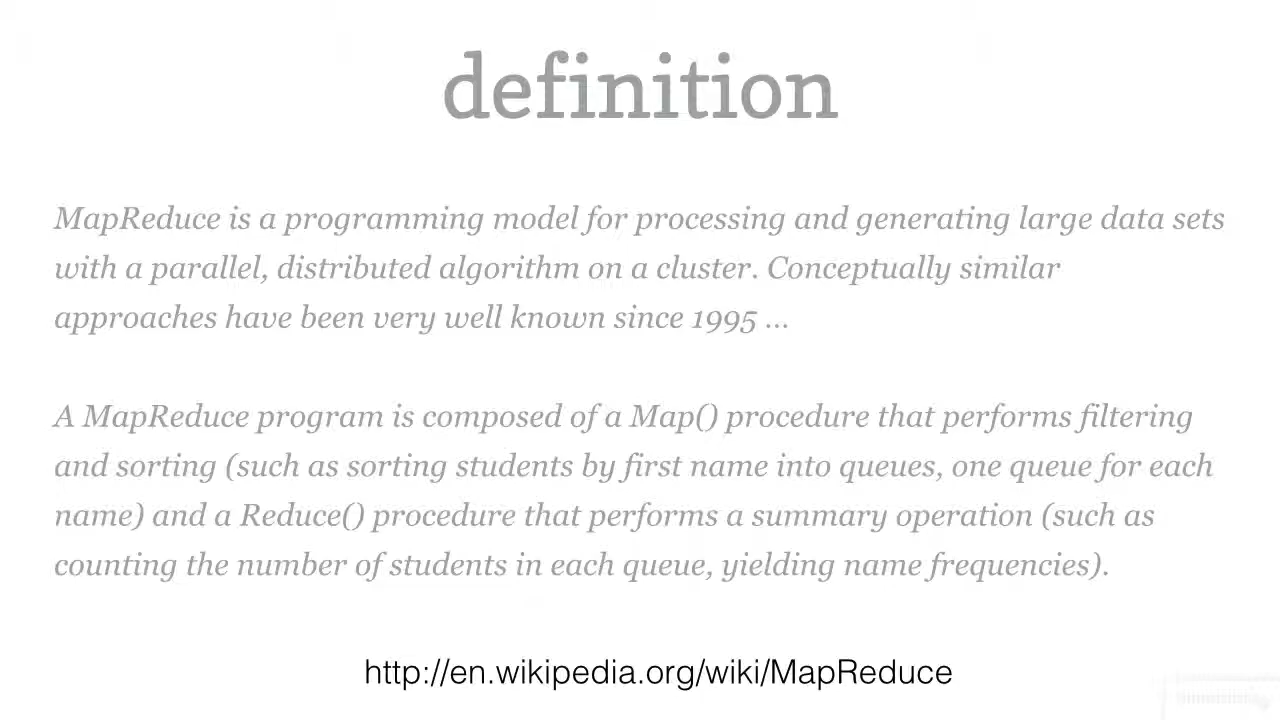 definition
MapReduce is a programming model for processing and generating large data sets
with a parallel, distributed algorithm on a cluster. Conceptually similar
approaches have been very well known since 1995 ...
A MapReduce program is composed of a Map() procedure that performs filtering
and sorting (such as sorting students by first name into queues, one queue for each
name) and a Reduce() procedure that performs a summary operation (such as
counting the number of students in each queue, yielding name frequencies).
http://en.wikipedia.org/wiki/MapReduce